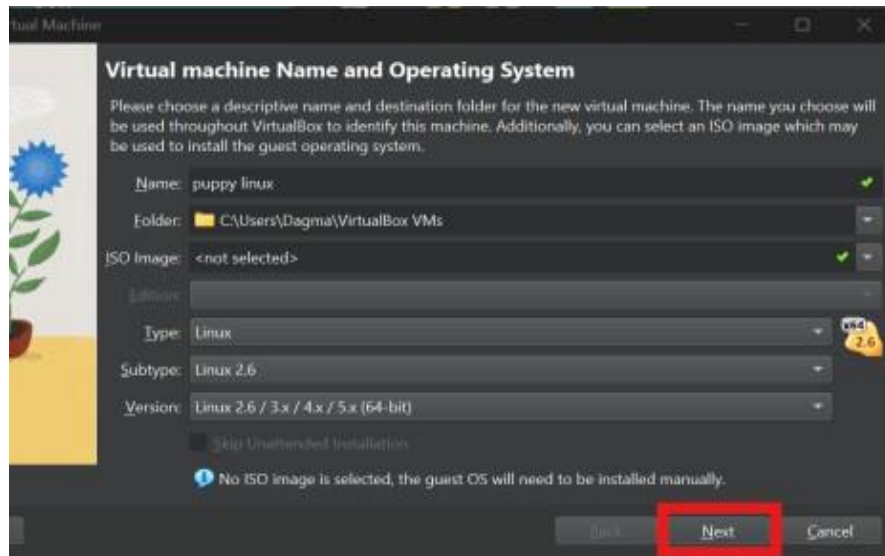 tual Machine
Virtual machine Name and Operating System
Please choose a descriptive name and destination folder for the new virtual machine. The name you choose will
be used throughout VirtualBox to identify this machine. Additionally, you can select an ISO image which may
be used to install the guest operating system.
Name: puppy linux
Folder: C:\Users\Dagma\VirtualBox VMs
ISO Image: <not selected>
Edition:
Type: Linux
x64
2.6
Subtype: Linux 2.6
Version: Linux 2.6 / 3.x / 4.x / 5.x (64-bit)
Skip Unattended Installation
No ISO image is selected, the guest OS will need to be installed manually.
Back Next Cancel